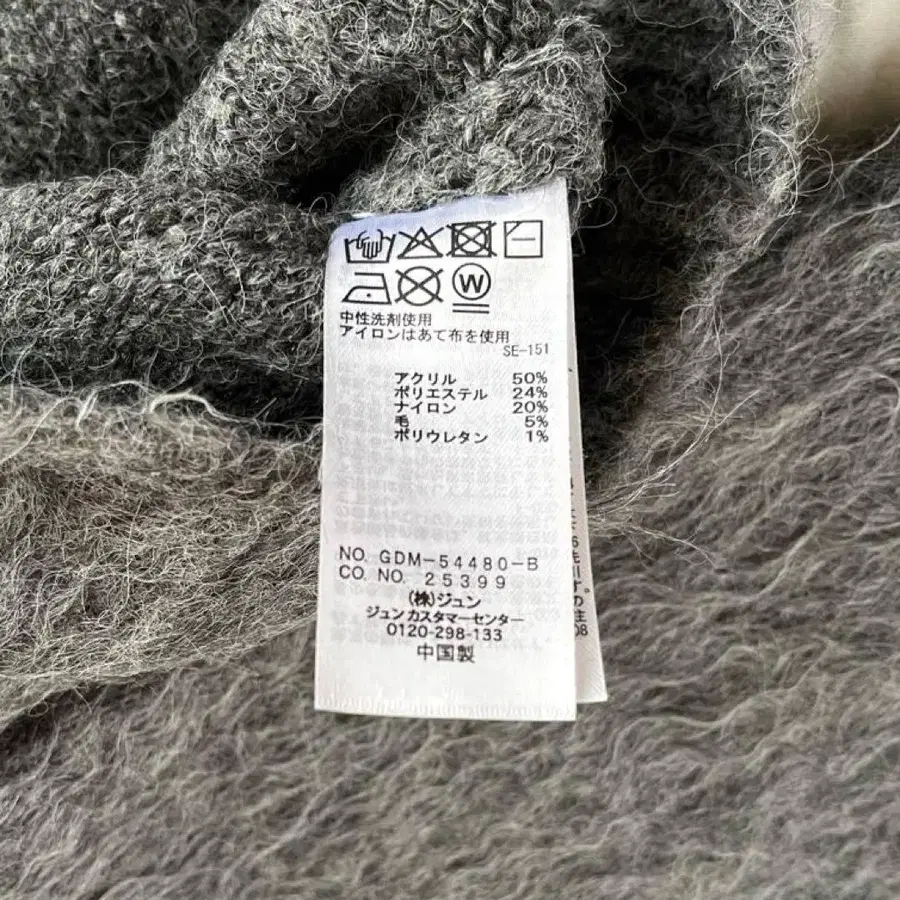 W
中性洗剤使用
アイロンはあて布を使用
SE-151
アクリル 50%
ポリエステル 24%
ナイロン 20%
毛 5%
ポリウレタン 1%
NO. GDM-54480-B
CO. NO. 25399
(株)ジュン
ジュンカスタマーセンター
0120-298-133
中国製